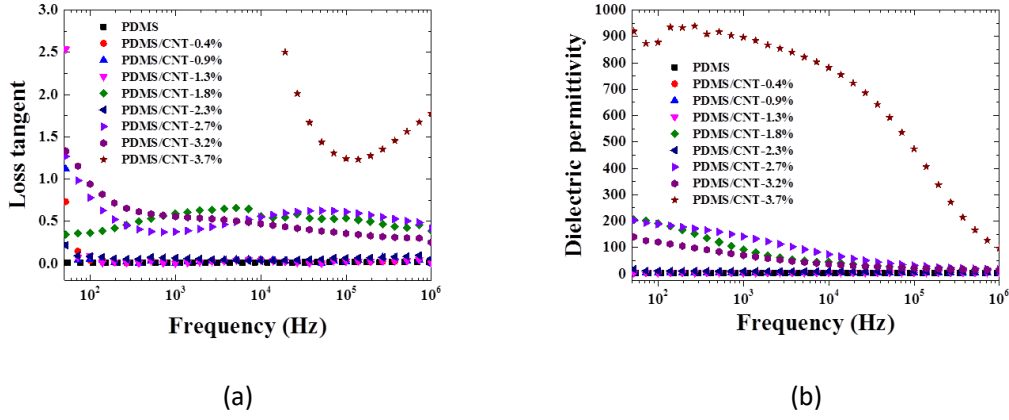 3.0
2.5
2.0
1.5
1.0
0.5
0.0
Loss tangent
PDMS
PDMS/CNT-0.4%
PDMS/CNT-0.9%
PDMS/CNT-1.3%
PDMS/CNT-1.8%
PDMS/CNT-2.3%
PDMS/CNT-2.7%
PDMS/CNT-3.2%
PDMS/CNT-3.7%
10² 10³ 10⁴ 10⁵ 10⁶
Frequency (Hz)
(a)
1000
900
800
700
600
500
400
300
200
100
0
Dielectric permittivity
PDMS
PDMS/CNT-0.4%
PDMS/CNT-0.9%
PDMS/CNT-1.3%
PDMS/CNT-1.8%
PDMS/CNT-2.3%
PDMS/CNT-2.7%
PDMS/CNT-3.2%
PDMS/CNT-3.7%
10² 10³ 10⁴ 10⁵ 10⁶
Frequency (Hz)
(b)